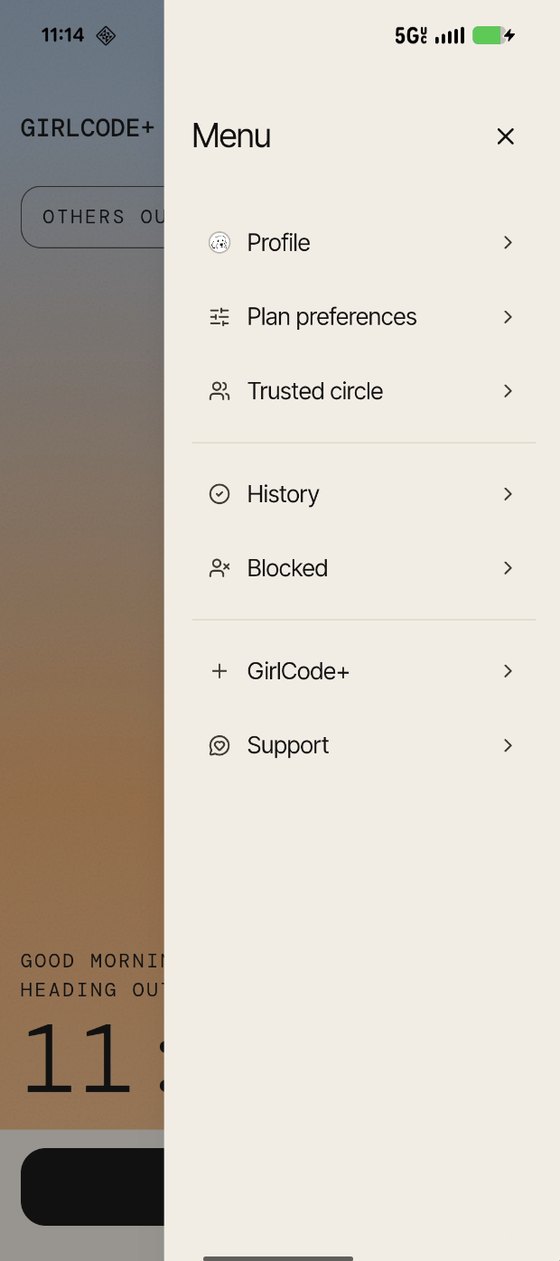 11:14
5G
GIRLCODE+
Menu
OTHERS OU
Profile
Plan preferences
Trusted circle
History
Blocked
GirlCode+
Support
GOOD MORNIN
HEADING OUT
11: